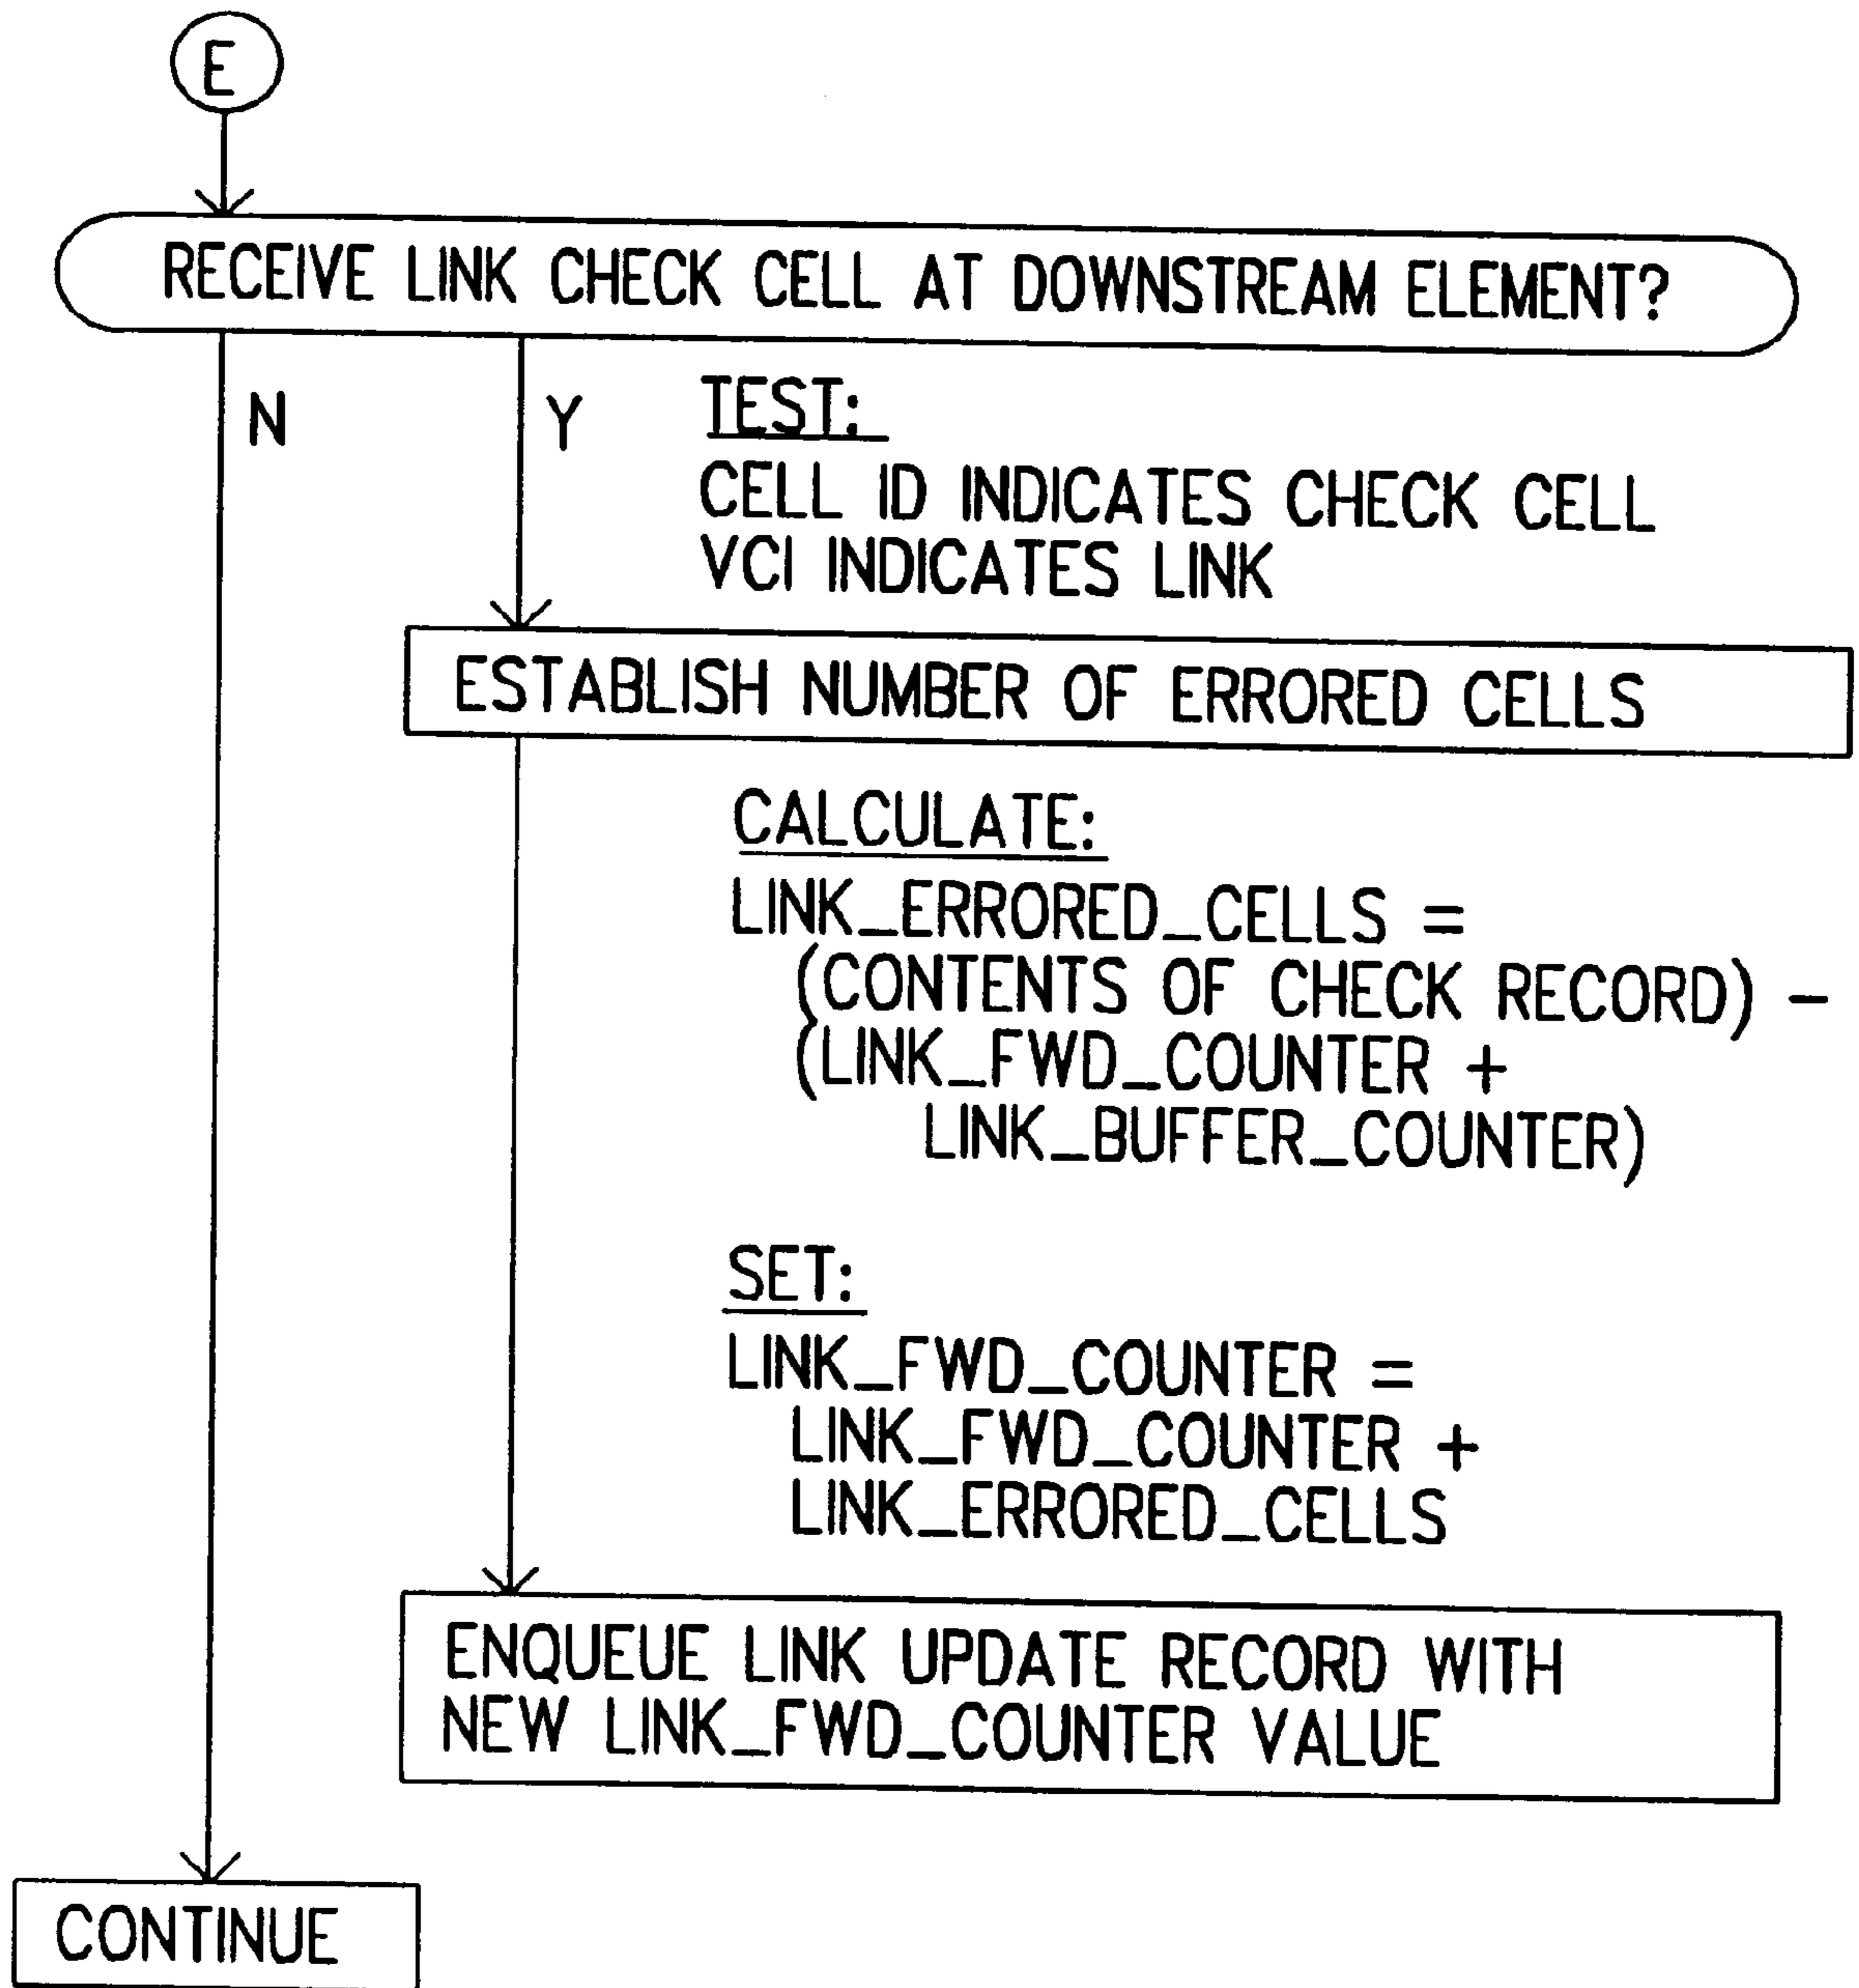 E
RECEIVE LINK CHECK CELL AT DOWNSTREAM ELEMENT?
N
Y
TEST:
CELL ID INDICATES CHECK CELL
VCI INDICATES LINK
ESTABLISH NUMBER OF ERRORED CELLS
CALCULATE:
LINK_ERRORED_CELLS =
(CONTENTS OF CHECK RECORD) -
(LINK_FWD_COUNTER +
LINK_BUFFER_COUNTER)
SET:
LINK_FWD_COUNTER =
LINK_FWD_COUNTER +
LINK_ERRORED_CELLS
ENQUEUE LINK UPDATE RECORD WITH
NEW LINK_FWD_COUNTER VALUE
CONTINUE